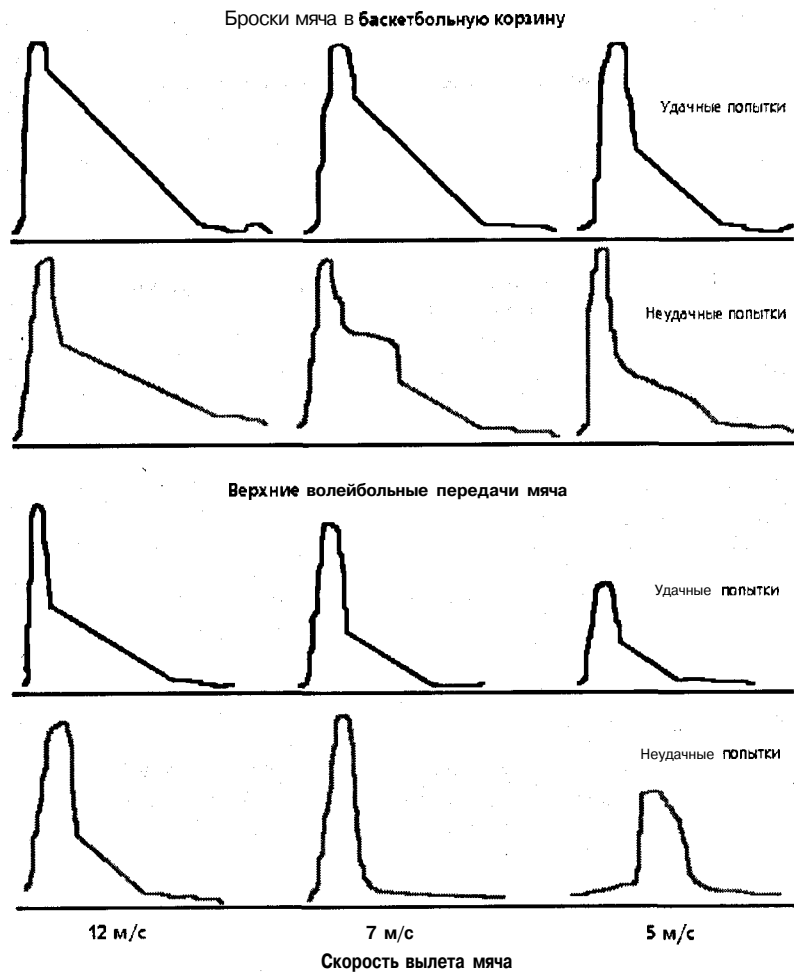 Броски мяча в баскетбольную корзину
Удачные попытки
Неудачные попытки
Верхние волейбольные передачи мяча
Удачные попытки
Неудачные попытки
12 м/с 7 м/с 5 м/с
Скорость вылета мяча